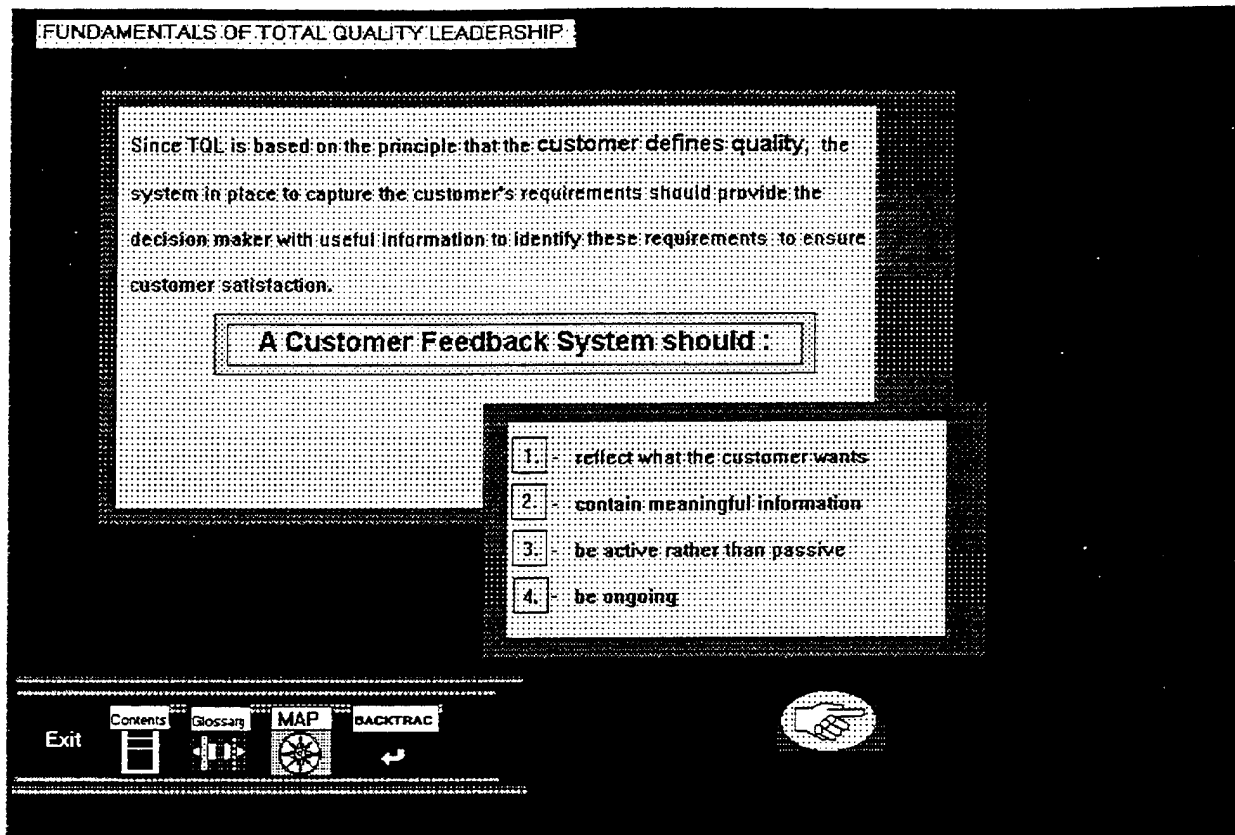 FUNDAMENTALS OF TOTAL QUALITY LEADERSHIP
Since TQL is based on the principle that the customer defines quality, the
system in place to capture the customer's requirements should provide the
decision maker with useful information to identify these requirements to ensure
customer satisfaction.
A Customer Feedback System should :
1. - reflect what the customer wants
2. - contain meaningful information
3. - be active rather than passive
4. - be ongoing
Exit Contents Glossary MAP BACKTRAC